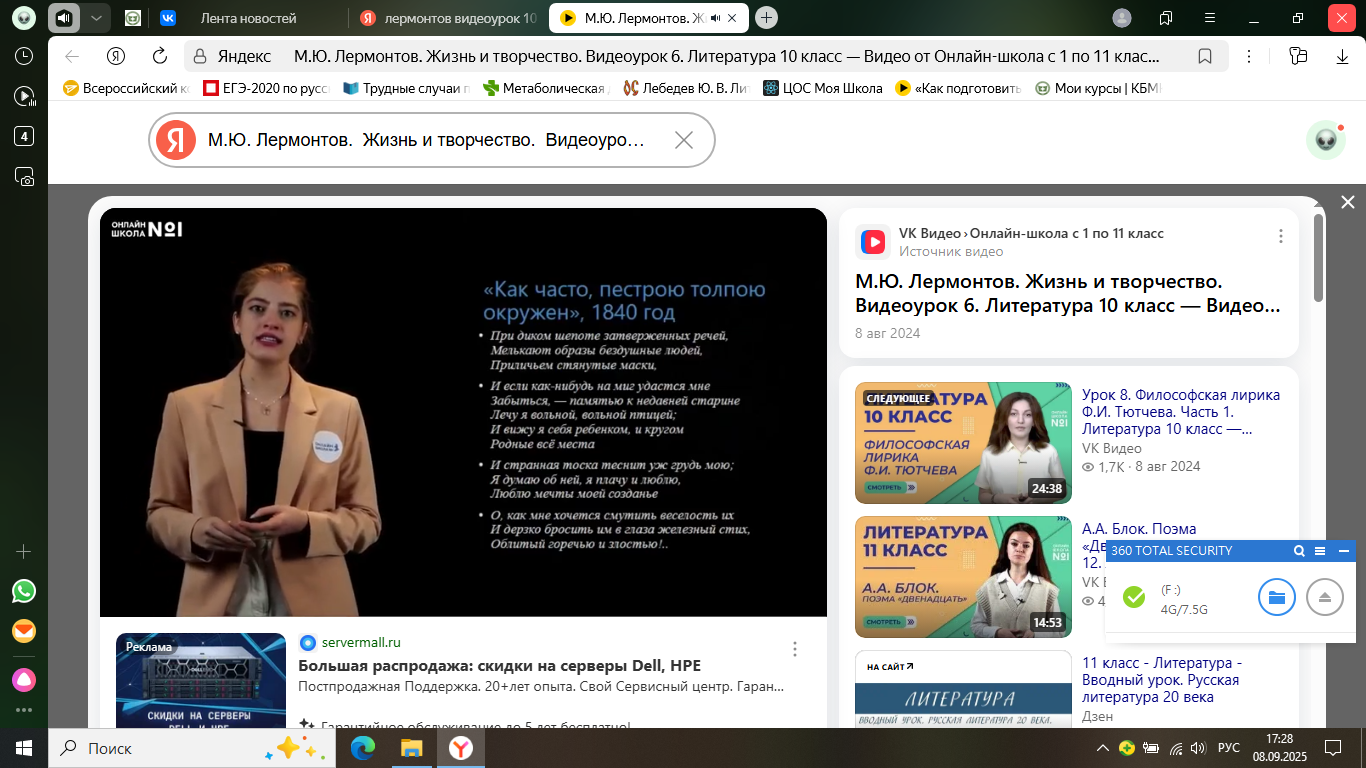 Лента новостей
лермонтов видеоурок 10
М.Ю. Лермонтов. Ж
Яндекс
М.Ю. Лермонтов. Жизнь и творчество. Видеоурок 6. Литература 10 класс — Видео от Онлайн-школа с 1 по 11 клас...
Всероссийский
ЕГЭ-2020 по русс
Трудные случаи
Метаболическая
Лебедев Ю. В. Ли
ЦОС Моя Школа
«Как подготовить
Мои курсы | КБМ
4
Я
М.Ю. Лермонтов. Жизнь и творчество. Видеоуро…
ОНЛАЙН
ШКОЛА №1
«Как часто, пестрою толпою
окружен», 1840 год
• При диком шепоте затверженных речей,
Мелькают образы бездушные людей,
Приличьем стянутые маски,
• И если как-нибудь на миг удастся мне
Забыться, — памятью к недавней старине
Лечу я вольной, вольной птицей;
И вижу я себя ребенком, и кругом
Родные всё места
• И странная тоска теснит уж грудь мою;
Я думаю об ней, я плачу и люблю,
Люблю мечты моей созданье
• О, как мне хочется смутить веселость их
И дерзко бросить им в глаза железный стих,
Облитый горечью и злостью!..
VK Видео › Онлайн-школа с 1 по 11 класс
Источник видео
М.Ю. Лермонтов. Жизнь и творчество.
Видеоурок 6. Литература 10 класс — Видео...
8 авг 2024
СЛЕДУЮЩЕЕ
10 КЛАСС
ФИЛОСОФСКАЯ
ЛИРИКА
Ф.И. ТЮТЧЕВА
СМОТРЕТЬ
24:38
Урок 8. Философская лирика
Ф.И. Тютчева. Часть 1.
Литература 10 класс —...
VK Видео
1,7K · 8 авг 2024
ЛИТЕРАТУРА
11 КЛАСС
А.А. БЛОК.
ПОЭМА «ДВЕНАДЦАТЬ»
СМОТРЕТЬ
14:53
А.А. Блок. Поэма
12.
4
360 TOTAL SECURITY
(F :)
4G/7.5G
НА САЙТ
ЛИТЕРАТУРА
ВВОДНЫЙ УРОК. РУССКАЯ ЛИТЕРАТУРА 20 ВЕКА.
11 класс - Литература -
Вводный урок. Русская
литература 20 века
Дзен
Реклама
СКИДКИ НА СЕРВЕРЫ
servermall.ru
Большая распродажа: скидки на серверы Dell, HPE
Постпродажная Поддержка. 20+лет опыта. Свой Сервисный центр. Гаран...
Гарантийное обслуживание до 5 лет бесплатно!
Поиск
РУС
17:28
08.09.2025